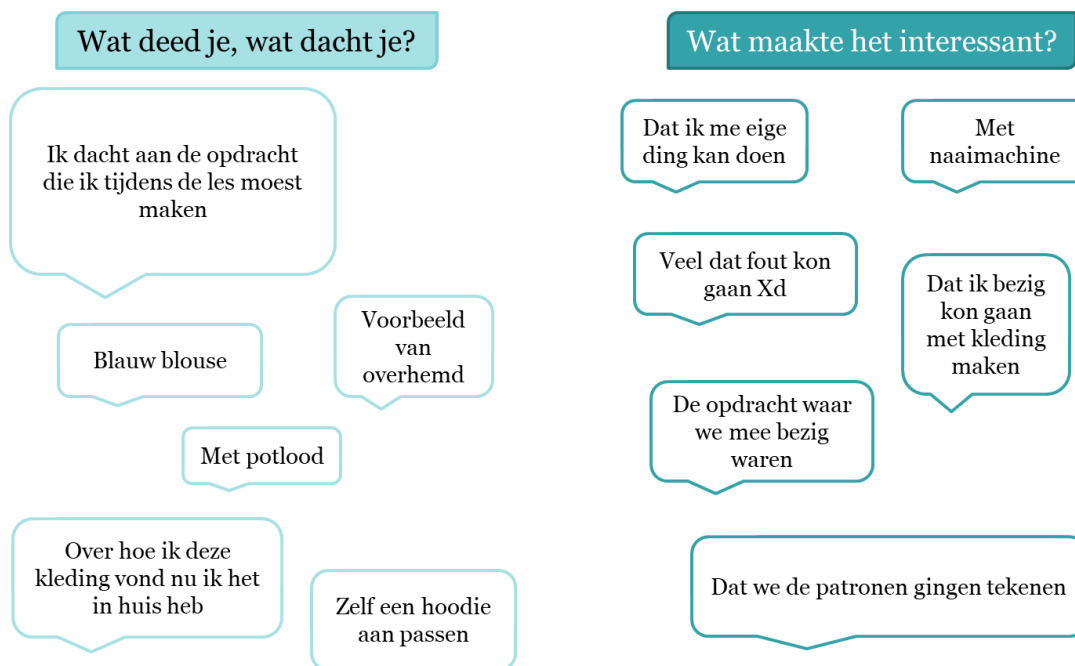 Wat deed je, wat dacht je?
Ik dacht aan de opdracht
die ik tijdens de les moest
maken
Blauw blouse
Voorbeeld
van
overhemd
Met potlood
Over hoe ik deze
kleding vond nu ik het
in huis heb
Zelf een hoodie
aan passen
Wat maakte het interessant?
Dat ik me eige
ding kan doen
Met
naaimachine
Veel dat fout kon
gaan Xd
Dat ik bezig
kon gaan
met kleding
maken
De opdracht waar
we mee bezig
waren
Dat we de patronen gingen tekenen